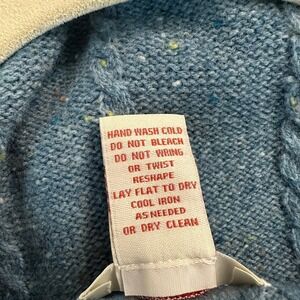 HAND WASH COLD
DO NOT BLEACH
DO NOT WRING
OR TWIST
RESHAPE
LAY FLAT TO DRY
COOL IRON
AS NEEDED
OR DRY CLEAN